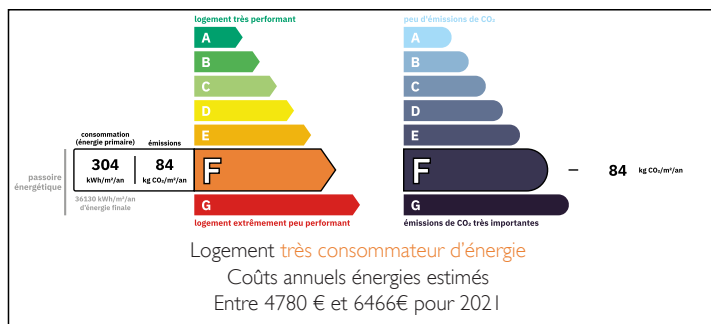 logement très performant
A
B
C
D
E
consommation
(énergie primaire)
émissions
304
kWh/m²/an
84
kg CO₂/m²/an
F
passoire
énergétique
36130 kWh/m²/an
d'énergie finale
G
logement extrêmement peu performant
peu d'émissions de CO₂
A
B
C
D
E
F
84 kg CO₂/m²/an
G
émissions de CO₂ très importantes
Logement très consommateur d'énergie
Coûts annuels énergies estimés
Entre 4780 € et 6466€ pour 2021